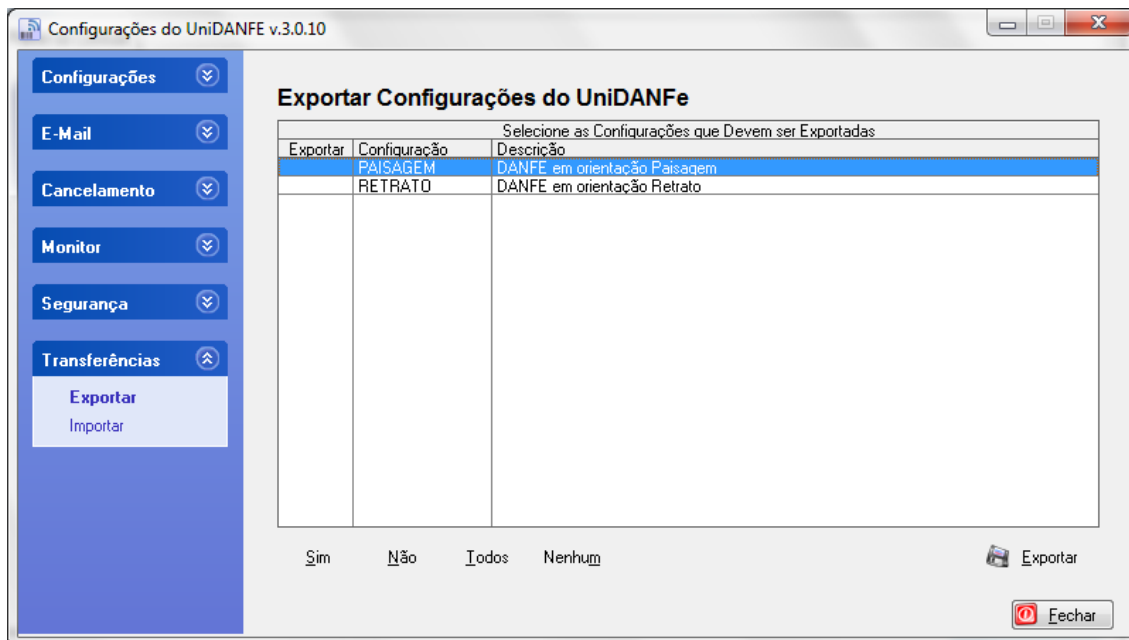 Configurações do UniDANFE v.3.0.10
Configurações
E-Mail
Cancelamento
Monitor
Segurança
Transferências
Exportar
Importar
Exportar Configurações do UniDANFe
Selecione as Configurações que Devem ser Exportadas
Exportar Configuração Descrição
PAISAGEM DANFE em orientação Paisagem
RETRATO DANFE em orientação Retrato
Sim Não Todos Nenhum Exportar
Fechar